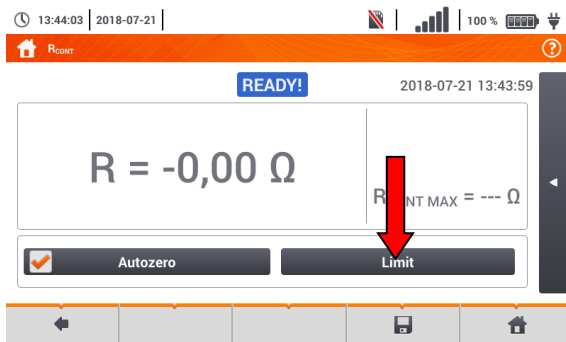 13:44:03 2018-07-21 100 %
RCONT
READY! 2018-07-21 13:43:59
R = -0,00 Ω
NT MAX = --- Ω
Autozero Limit